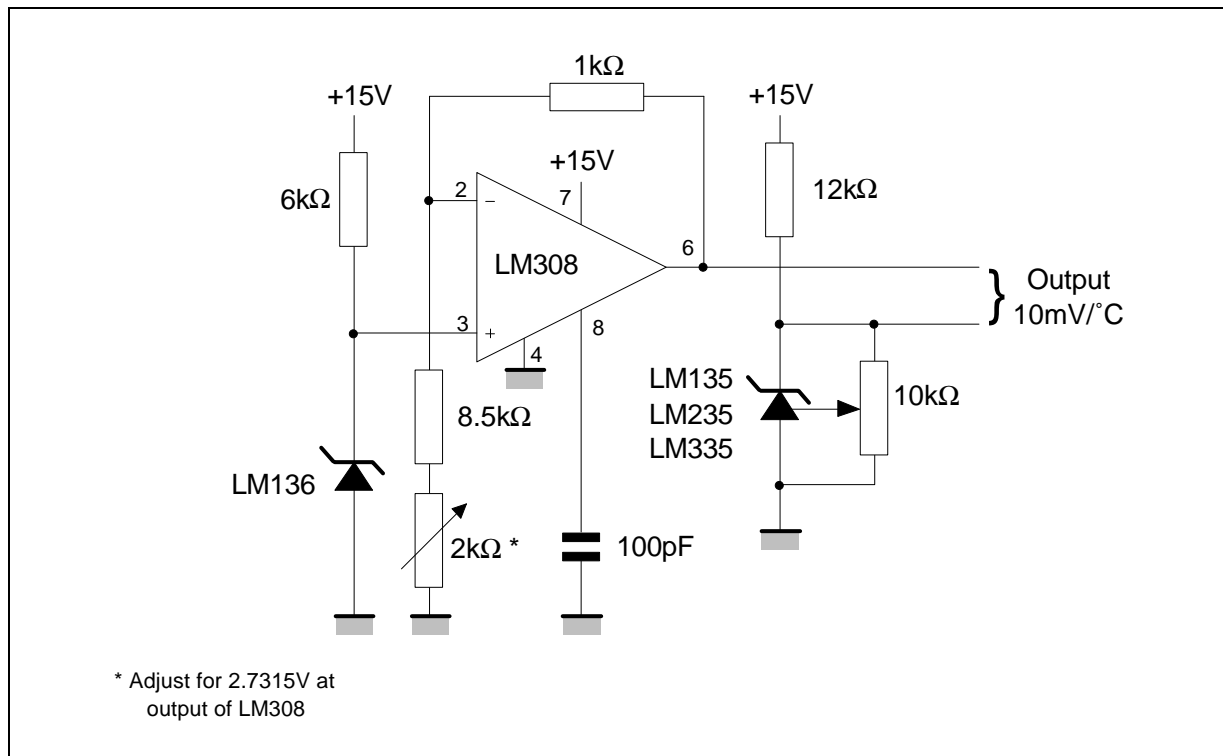 1kΩ
+15V
+15V
+15V
6kΩ
2
-
7
12kΩ
LM308
6
Output
10mV/°C
}
3
+
8
4
LM135
LM235
LM335
10kΩ
8.5kΩ
LM136
2kΩ *
100pF
* Adjust for 2.7315V at
output of LM308